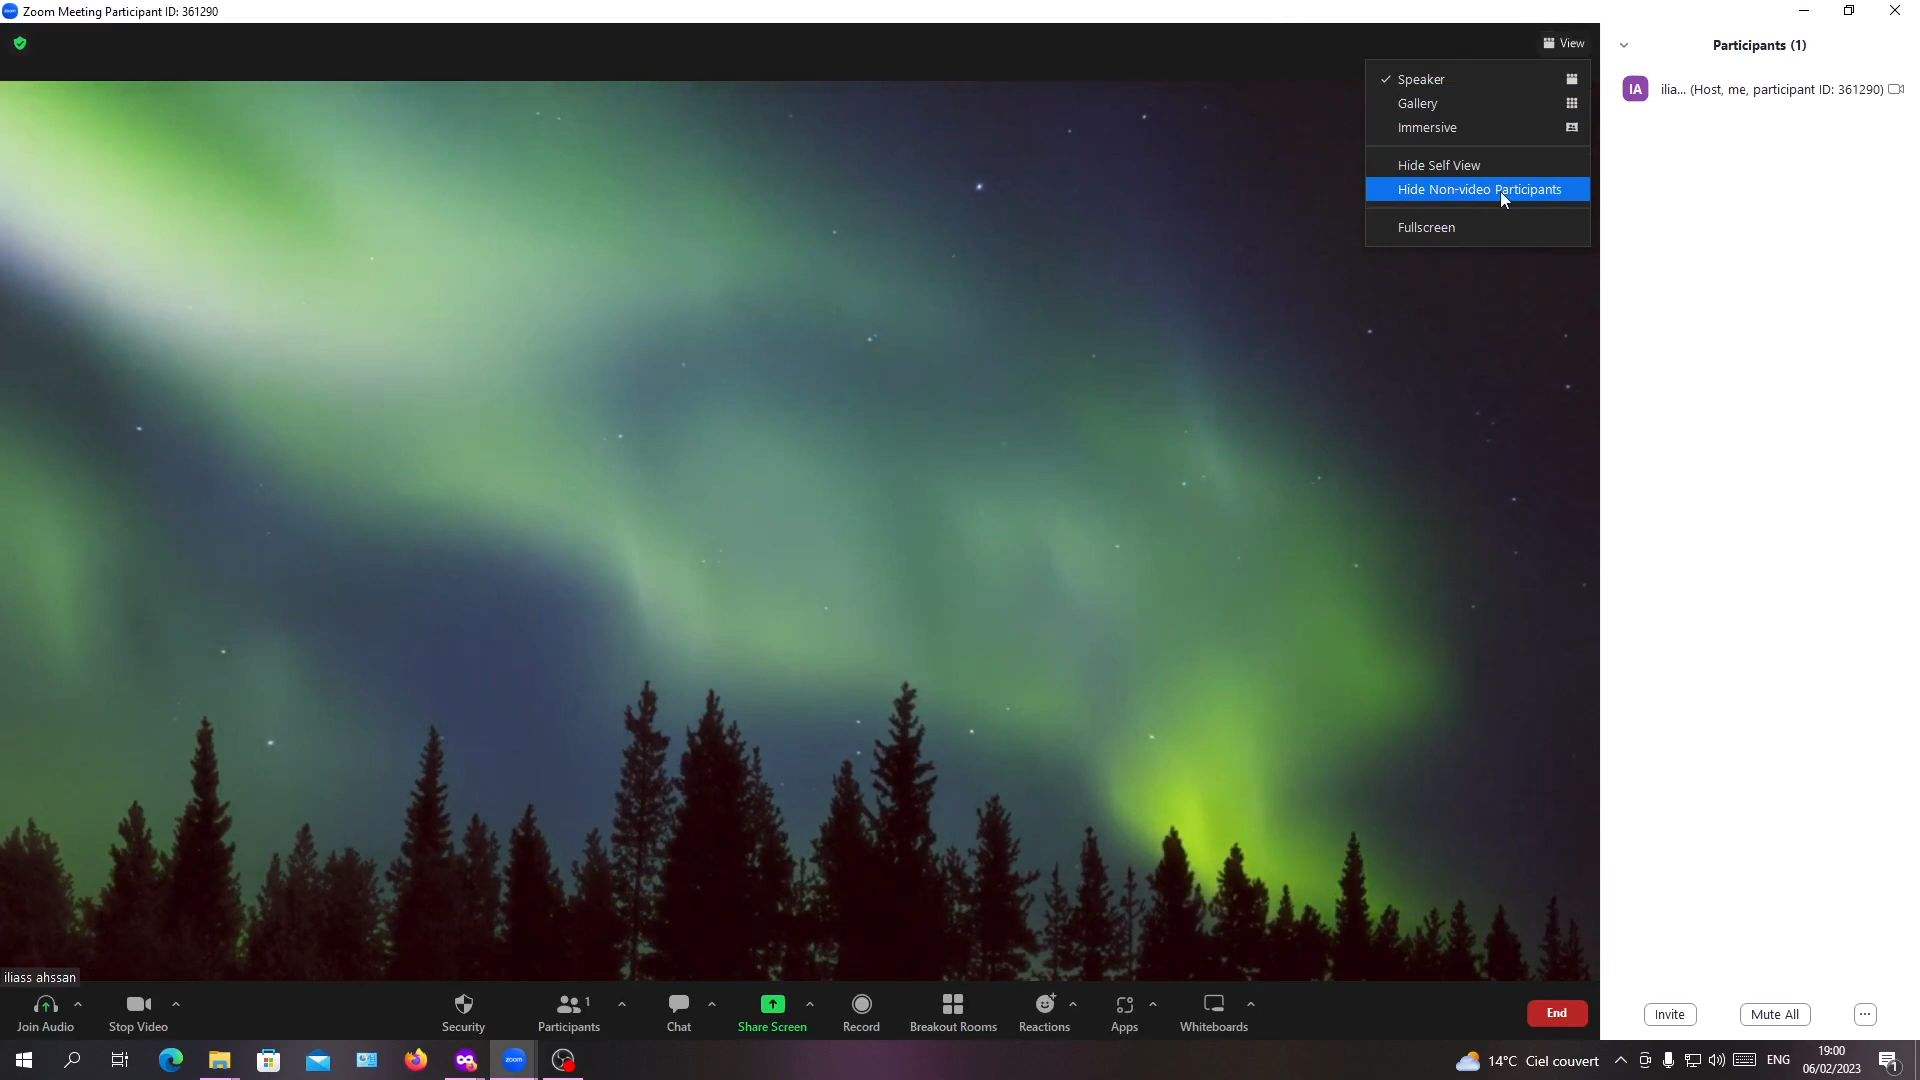 Zoom Meeting Participant ID: 361290
View
Participants (1)
Speaker
Gallery
Immersive
Hide Self View
Hide Non-video Participants
Fullscreen
IA
ilia... (Host, me, participant ID: 361290)
iliass ahssan
Join Audio
Stop Video
Security
1
Participants
Chat
Share Screen
Record
Breakout Rooms
Reactions
Apps
Whiteboards
End
Invite
Mute All
...
zoom
14°C Ciel couvert
ENG
19:00
06/02/2023
1